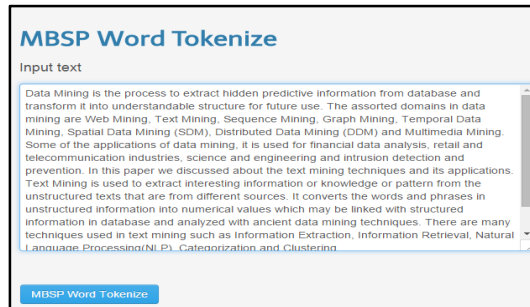 MBSP Word Tokenize
Input text
Data Mining is the process to extract hidden predictive information from database and
transform it into understandable structure for future use. The assorted domains in data
mining are Web Mining, Text Mining, Sequence Mining, Graph Mining, Temporal Data
Mining, Spatial Data Mining (SDM), Distributed Data Mining (DDM) and Multimedia Mining.
Some of the applications of data mining, it is used for financial data analysis, retail and
telecommunication industries, science and engineering and intrusion detection and
prevention. In this paper we discussed about the text mining techniques and its applications.
Text Mining is used to extract interesting information or knowledge or pattern from the
unstructured texts that are from different sources. It converts the words and phrases in
unstructured information into numerical values which may be linked with structured
information in database and analyzed with ancient data mining techniques. There are many
techniques used in text mining such as Information Extraction, Information Retrieval, Natural
Language Processing(NLP), Categorization and Clustering
MBSP Word Tokenize